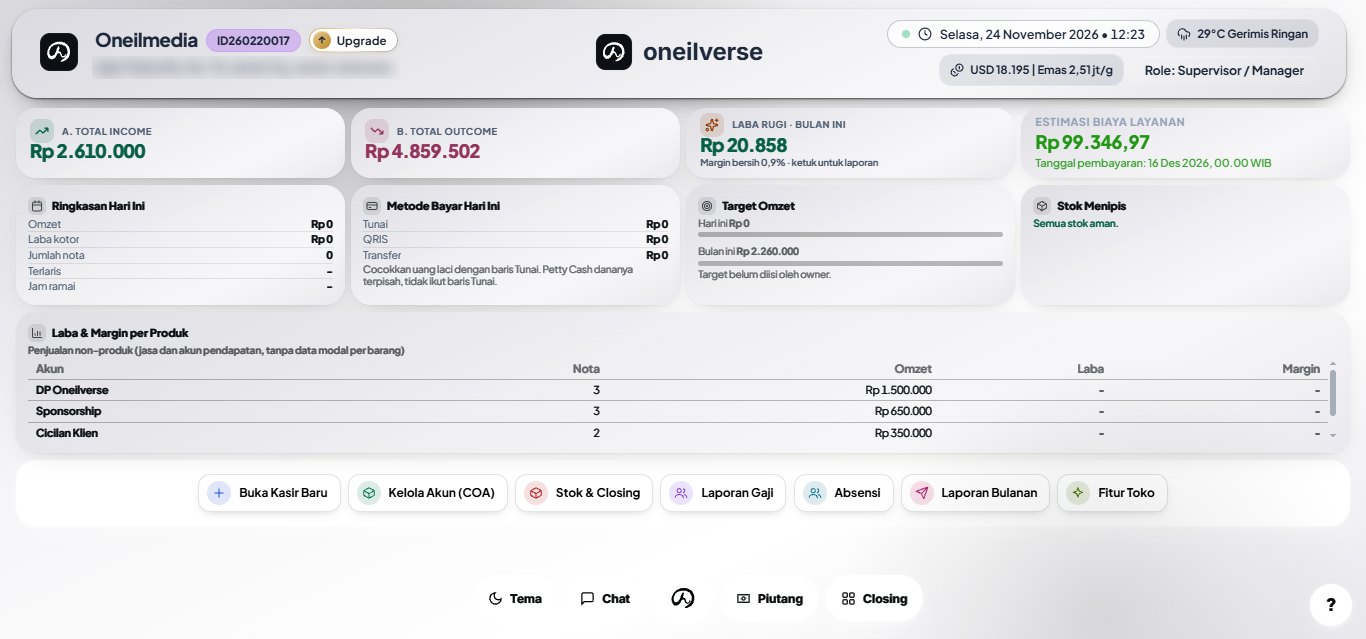 Oneilmedia ID260220017 Upgrade
oneilverse
Selasa, 24 November 2026 • 12:23
29°C Gerimis Ringan
USD 18.195 | Emas 2,51 jt/g
Role: Supervisor / Manager
A. TOTAL INCOME
Rp 2.610.000
B. TOTAL OUTCOME
Rp 4.859.502
LABA RUGI · BULAN INI
Rp 20.858
Margin bersih 0,9% · ketuk untuk laporan
ESTIMASI BIAYA LAYANAN
Rp 99.346,97
Tanggal pembayaran: 16 Des 2026, 00.00 WIB
Ringkasan Hari Ini
Omzet Rp 0
Laba kotor Rp 0
Jumlah nota 0
Terlaris –
Jam ramai –
Metode Bayar Hari Ini
Tunai Rp 0
QRIS Rp 0
Transfer Rp 0
Cocokkan uang laci dengan baris Tunai. Petty Cash dananya
terpisah, tidak ikut baris Tunai.
Target Omzet
Hari ini Rp 0
Bulan ini Rp 2.260.000
Target belum diisi oleh owner.
Stok Menipis
Semua stok aman.
Laba & Margin per Produk
Penjualan non-produk (jasa dan akun pendapatan, tanpa data modal per barang)
Akun Nota Omzet Laba Margin
DP Oneilverse 3 Rp 1.500.000 - -
Sponsorship 3 Rp 650.000 - -
Cicilan Klien 2 Rp 350.000 - -
Buka Kasir Baru
Kelola Akun (COA)
Stok & Closing
Laporan Gaji
Absensi
Laporan Bulanan
Fitur Toko
Tema
Chat
Piutang
Closing
?